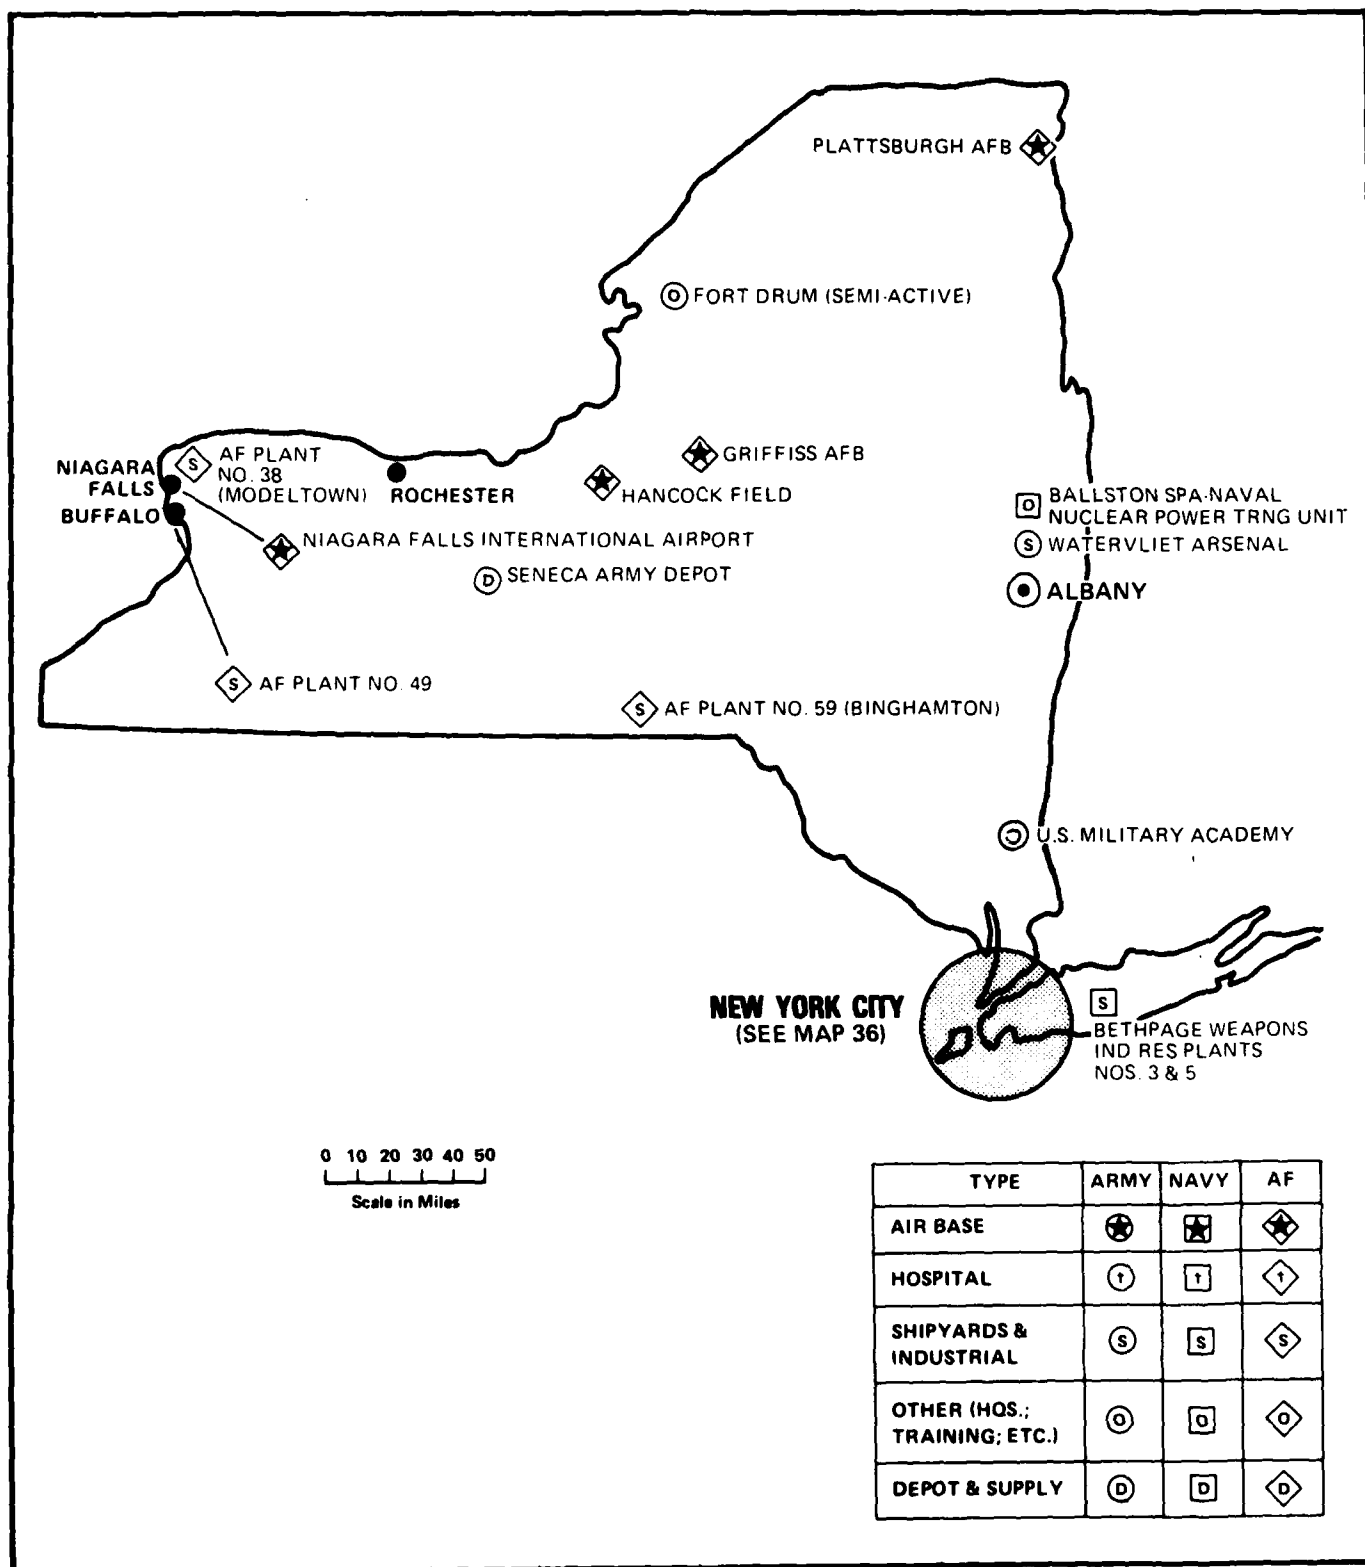 PLATTSBURGH AFB
O FORT DRUM (SEMI-ACTIVE)
GRIFFISS AFB
HANCOCK FIELD
NIAGARA
FALLS
BUFFALO
S
AF PLANT
NO. 38
(MODELTOWN)
ROCHESTER
NIAGARA FALLS INTERNATIONAL AIRPORT
D SENECA ARMY DEPOT
O BALLSTON SPA-NAVAL
NUCLEAR POWER TRNG UNIT
S WATERVLIET ARSENAL
ALBANY
S AF PLANT NO. 49
S AF PLANT NO. 59 (BINGHAMTON)
U.S. MILITARY ACADEMY
NEW YORK CITY
(SEE MAP 36)
S
BETHPAGE WEAPONS
IND RES PLANTS
NOS. 3 & 5
0 10 20 30 40 50
Scale in Miles
TYPE ARMY NAVY AF
AIR BASE
HOSPITAL † † †
SHIPYARDS &
INDUSTRIAL S S S
OTHER (HQS.;
TRAINING; ETC.) O O O
DEPOT & SUPPLY D D D